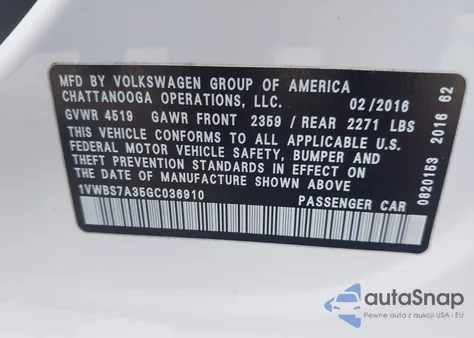 MFD BY VOLKSWAGEN GROUP OF AMERICA
CHATTANOOGA OPERATIONS, LLC. 02/2016
GVWR 4519 GAWR FRONT 2359 / REAR 2271 LBS
THIS VEHICLE CONFORMS TO ALL APPLICABLE U.S.
FEDERAL MOTOR VEHICLE SAFETY, BUMPER AND
THEFT PREVENTION STANDARDS IN EFFECT ON
THE DATE OF MANUFACTURE SHOWN ABOVE.
1VWBS7A35GC036910 PASSENGER CAR
0820153 2016 62
autoSnap
Pewne auta z aukcji USA i EU